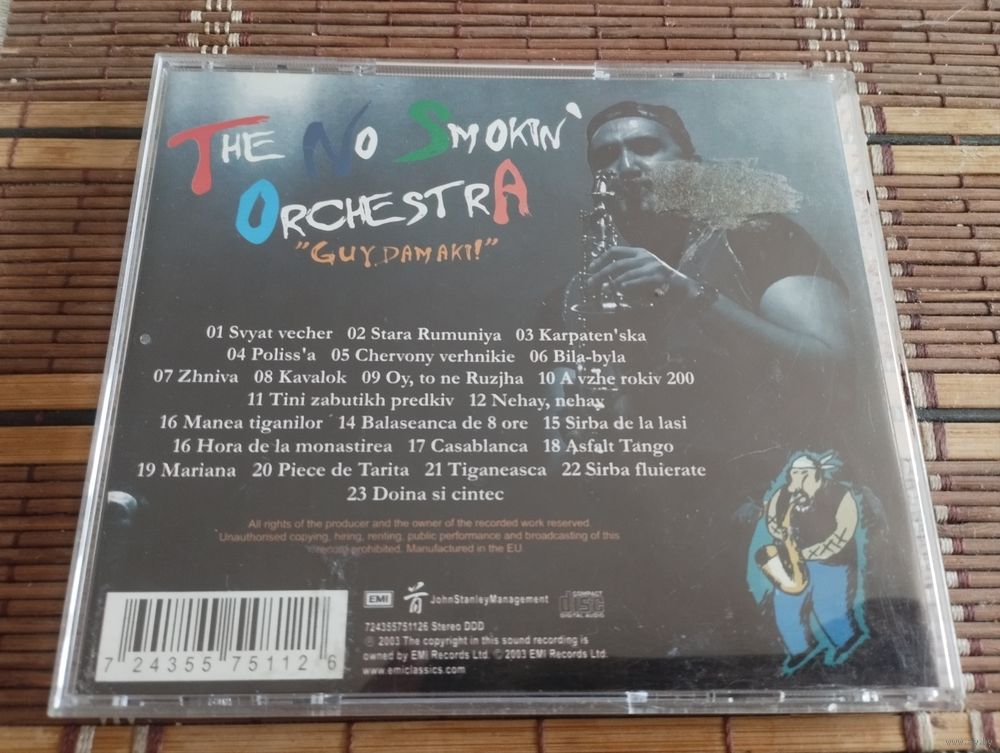 THE NO SMOKIN'
ORCHESTRA
"GUY, DAMAKI!"
01 Svyat vecher 02 Stara Rumuniya 03 Karpaten'ska
04 Poliss'a 05 Chervony verhnikie 06 Bila-byla
07 Zhniva 08 Kavalok 09 Oy, to ne Ruzjha 10 A vzhe rokiv 200
11 Tini zabutikh predkiv 12 Nehay, nehay
16 Manea tiganilor 14 Balaseanca de 8 ore 15 Sirba de la lasi
16 Hora de la monastirea 17 Casablanca 18 Asfalt Tango
19 Mariana 20 Piece de Tarita 21 Tiganeasca 22 Sirba fluierate
23 Doina si cintec
All rights of the producer and the owner of the recorded work reserved.
Unauthorised copying, hiring, renting, public performance and broadcasting of this
record prohibited. Manufactured in the EU.
EMI 首 JohnStanleyManagement COMPACT disc DIGITAL AUDIO
724355751126 Stereo DDD
℗ 2003 The copyright in this sound recording is
owned by EMI Records Ltd. © 2003 EMI Records Ltd.
www.emiclassics.com
7 24355 75112 6